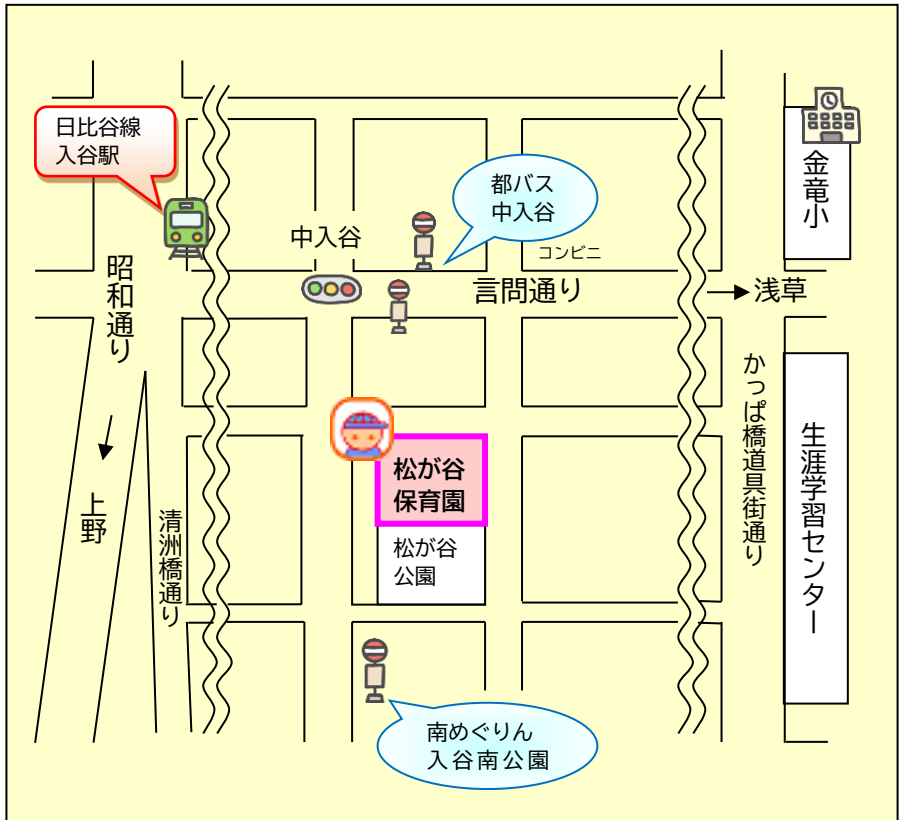 日比谷線
入谷駅
都バス
中入谷
金竜小
中入谷
コンビニ
言問通り
浅草
昭和通り
かっぱ橋道具街通り
生涯学習センター
松が谷
保育園
上野
清洲橋通り
松が谷
公園
南めぐりん
入谷南公園